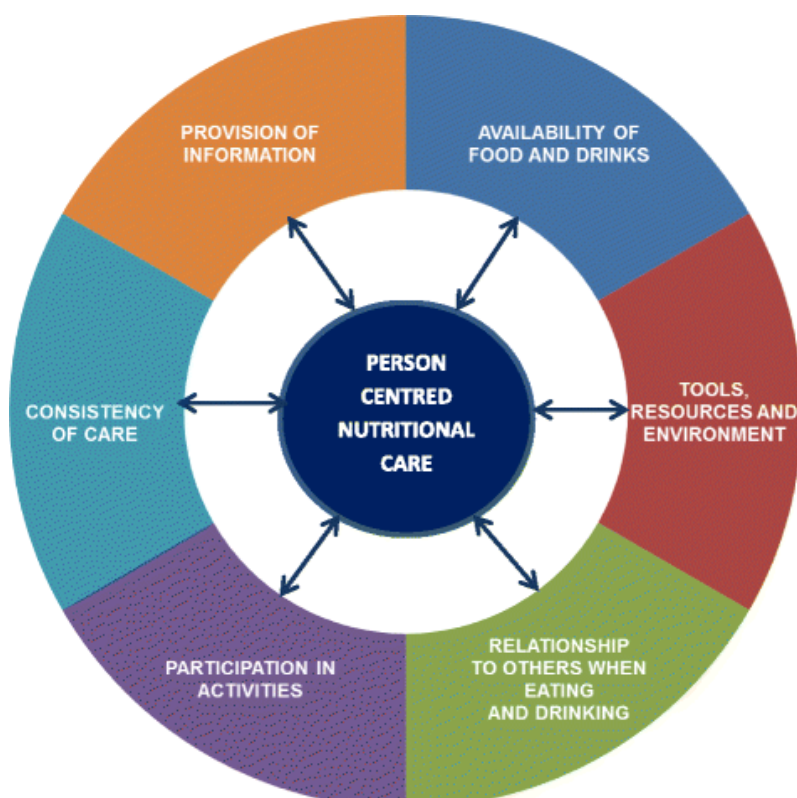 PROVISION OF
INFORMATION
AVAILABILITY OF
FOOD AND DRINKS
PERSON
CENTRED
NUTRITIONAL
CARE
TOOLS,
RESOURCES AND
ENVIRONMENT
CONSISTENCY
OF CARE
RELATIONSHIP
TO OTHERS WHEN
EATING
AND DRINKING
PARTICIPATION IN
ACTIVITIES